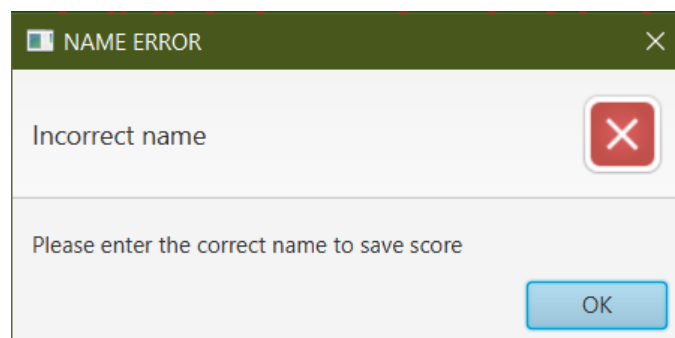 NAME ERROR
Incorrect name
Please enter the correct name to save score
OK